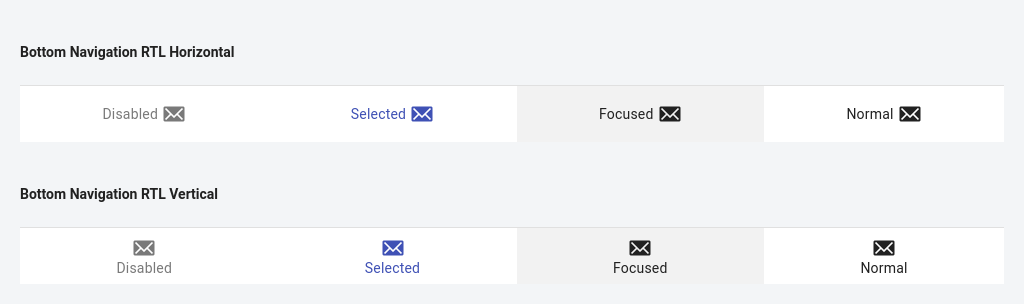 Bottom Navigation RTL Horizontal
Disabled Selected Focused Normal
Bottom Navigation RTL Vertical
Disabled Selected Focused Normal